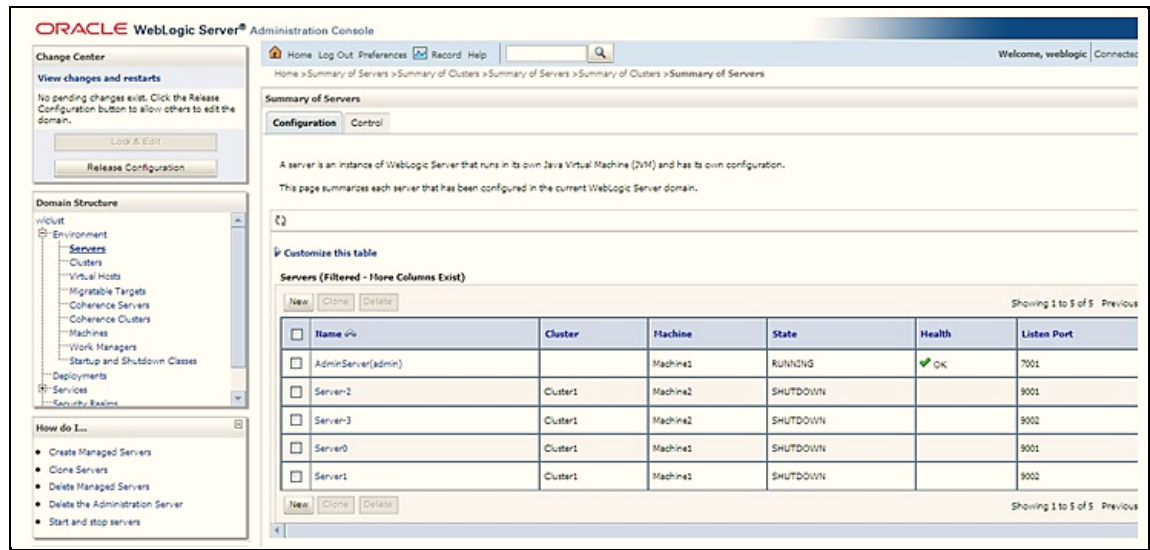 ORACLE WebLogic Server® Administration Console
Change Center
View changes and restarts
No pending changes exist. Click the Release
Configuration button to allow others to edit the
domain.
Lock & Edit
Release Configuration
Domain Structure
wlclust
Environment
Servers
Clusters
Virtual Hosts
Migratable Targets
Coherence Servers
Coherence Clusters
Machines
Work Managers
Startup and Shutdown Classes
Deployments
Services
Security Realms
How do I...
Create Managed Servers
Clone Servers
Delete Managed Servers
Delete the Administration Server
Start and stop servers
Home Log Out Preferences Record Help
Welcome, weblogic Connected
Home >Summary of Servers >Summary of Clusters >Summary of Servers >Summary of Clusters >Summary of Servers
Summary of Servers
Configuration Control
A server is an instance of WebLogic Server that runs in its own Java Virtual Machine (JVM) and has its own configuration.
This page summarizes each server that has been configured in the current WebLogic Server domain.
Customize this table
Servers (Filtered - More Columns Exist)
New Clone Delete Showing 1 to 5 of 5 Previous
Name Cluster Machine State Health Listen Port
AdminServer(admin) Machine1 RUNNING OK 7001
Server-2 Cluster1 Machine2 SHUTDOWN 9001
Server-3 Cluster1 Machine2 SHUTDOWN 9002
Server0 Cluster1 Machine1 SHUTDOWN 9001
Server1 Cluster1 Machine1 SHUTDOWN 9002
New Clone Delete Showing 1 to 5 of 5 Previous